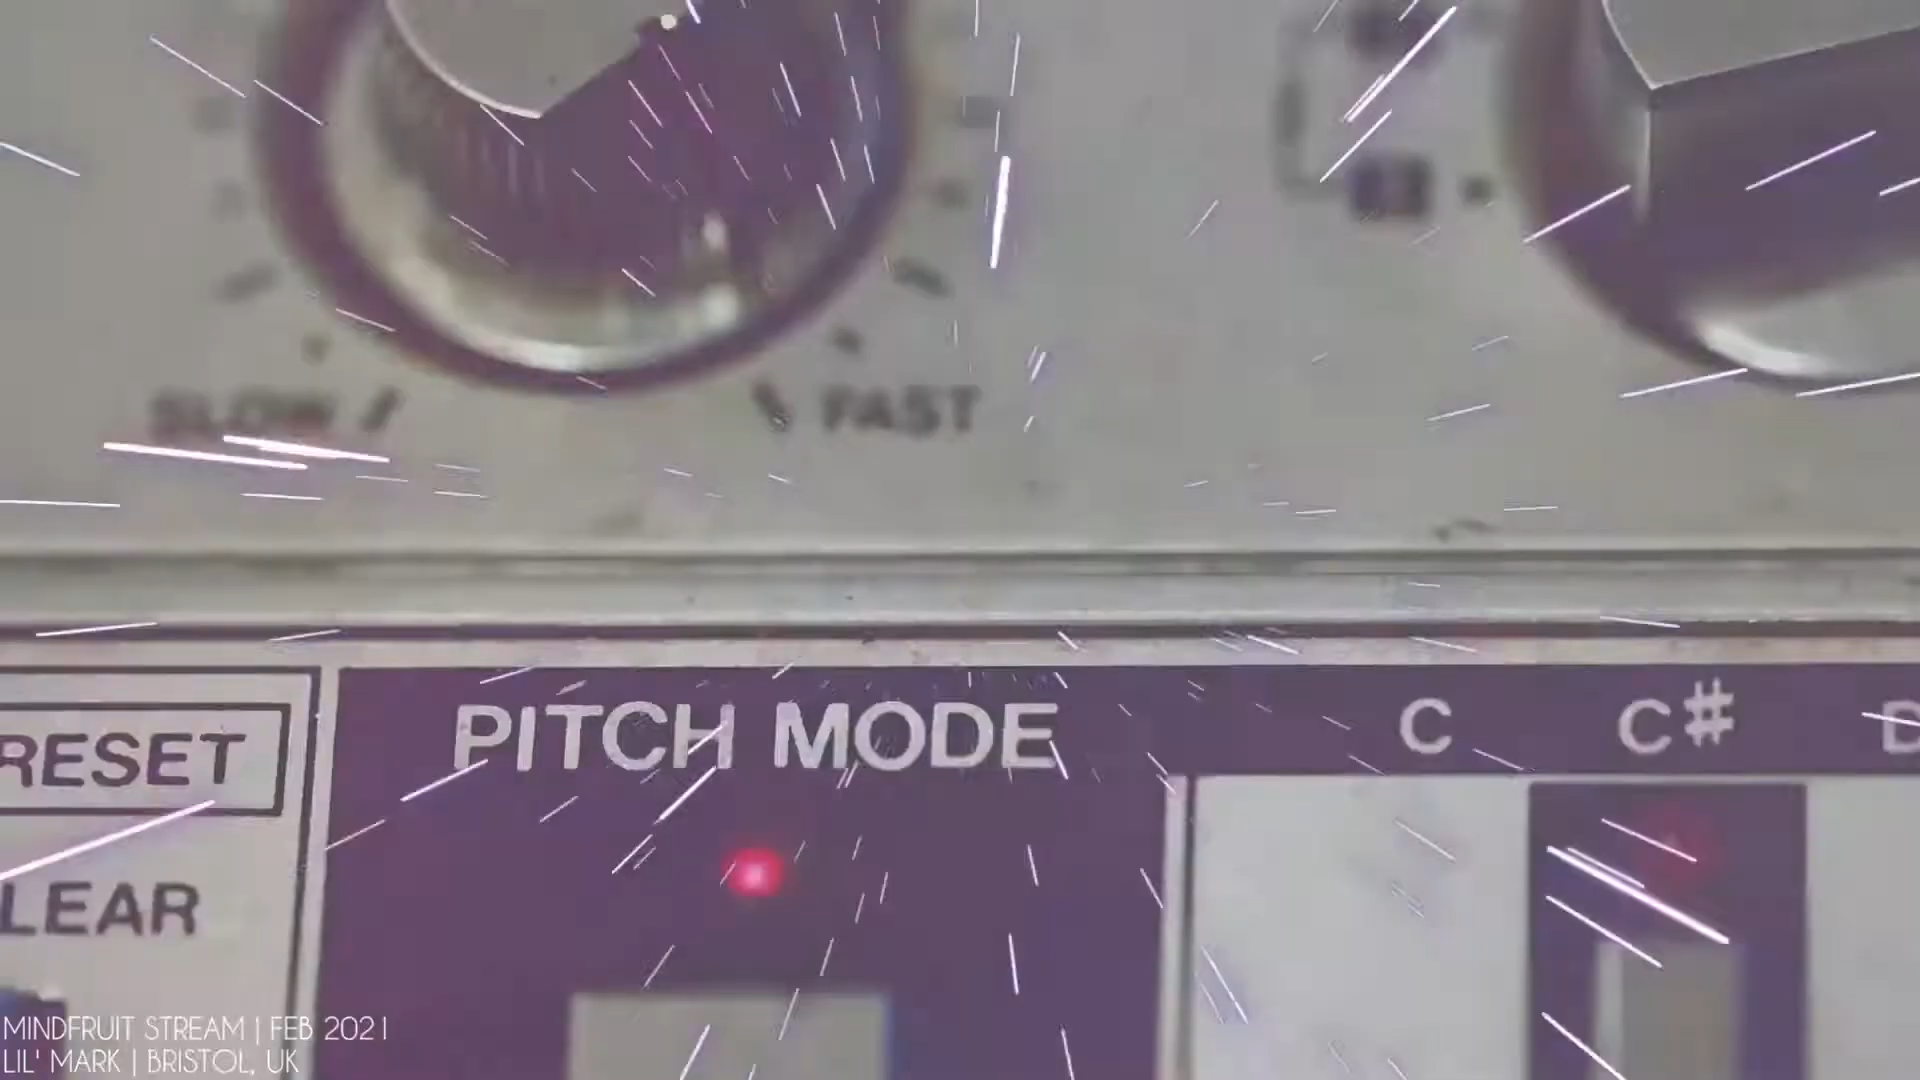 SLOW FAST
PITCH MODE
C C# D
RESET
LEAR
MINDFRUIT STREAM | FEB 2021
LIL' MARK | BRISTOL, UK